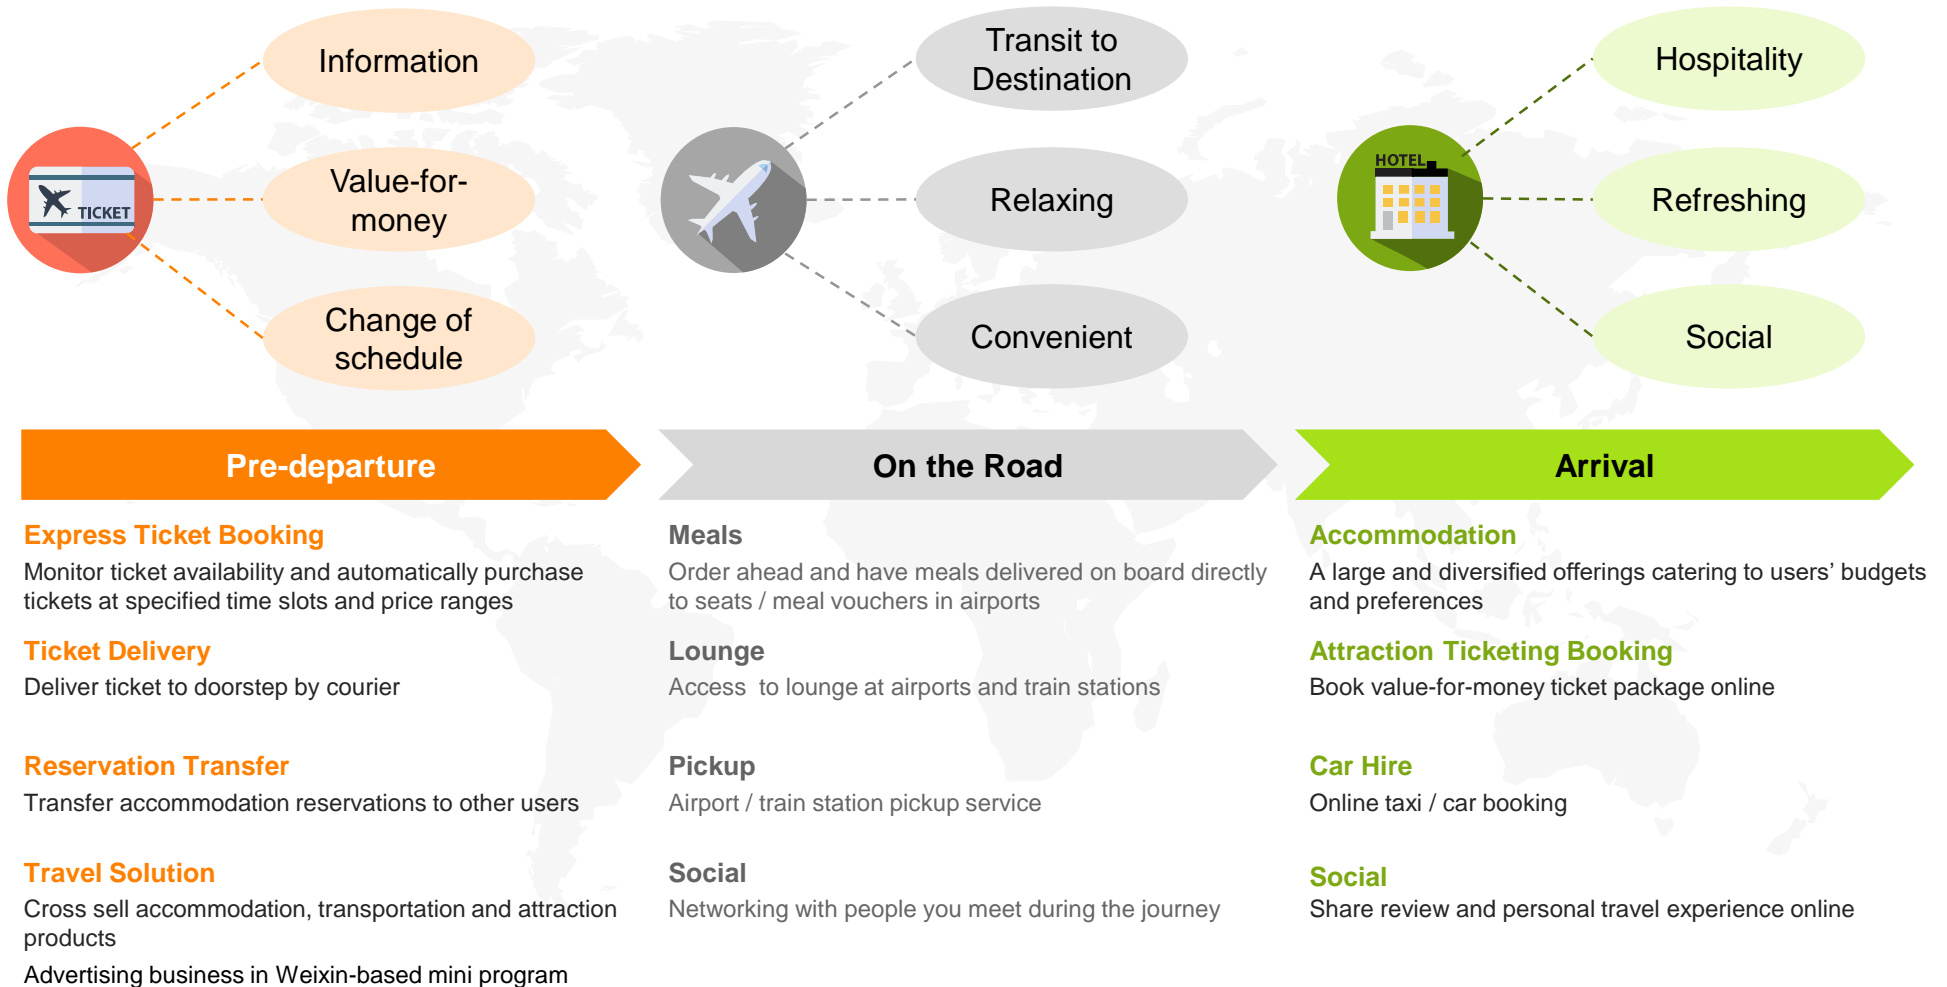 Information
Value-for-
money
Change of
schedule
TICKET
Transit to
Destination
Relaxing
Convenient
HOTEL
Hospitality
Refreshing
Social
Pre-departure
On the Road
Arrival
Express Ticket Booking
Monitor ticket availability and automatically purchase
tickets at specified time slots and price ranges
Ticket Delivery
Deliver ticket to doorstep by courier
Reservation Transfer
Transfer accommodation reservations to other users
Travel Solution
Cross sell accommodation, transportation and attraction
products
Advertising business in Weixin-based mini program
Meals
Order ahead and have meals delivered on board directly
to seats / meal vouchers in airports
Lounge
Access  to lounge at airports and train stations
Pickup
Airport / train station pickup service
Social
Networking with people you meet during the journey
Accommodation
A large and diversified offerings catering to users’ budgets
and preferences
Attraction Ticketing Booking
Book value-for-money ticket package online
Car Hire
Online taxi / car booking
Social
Share review and personal travel experience online